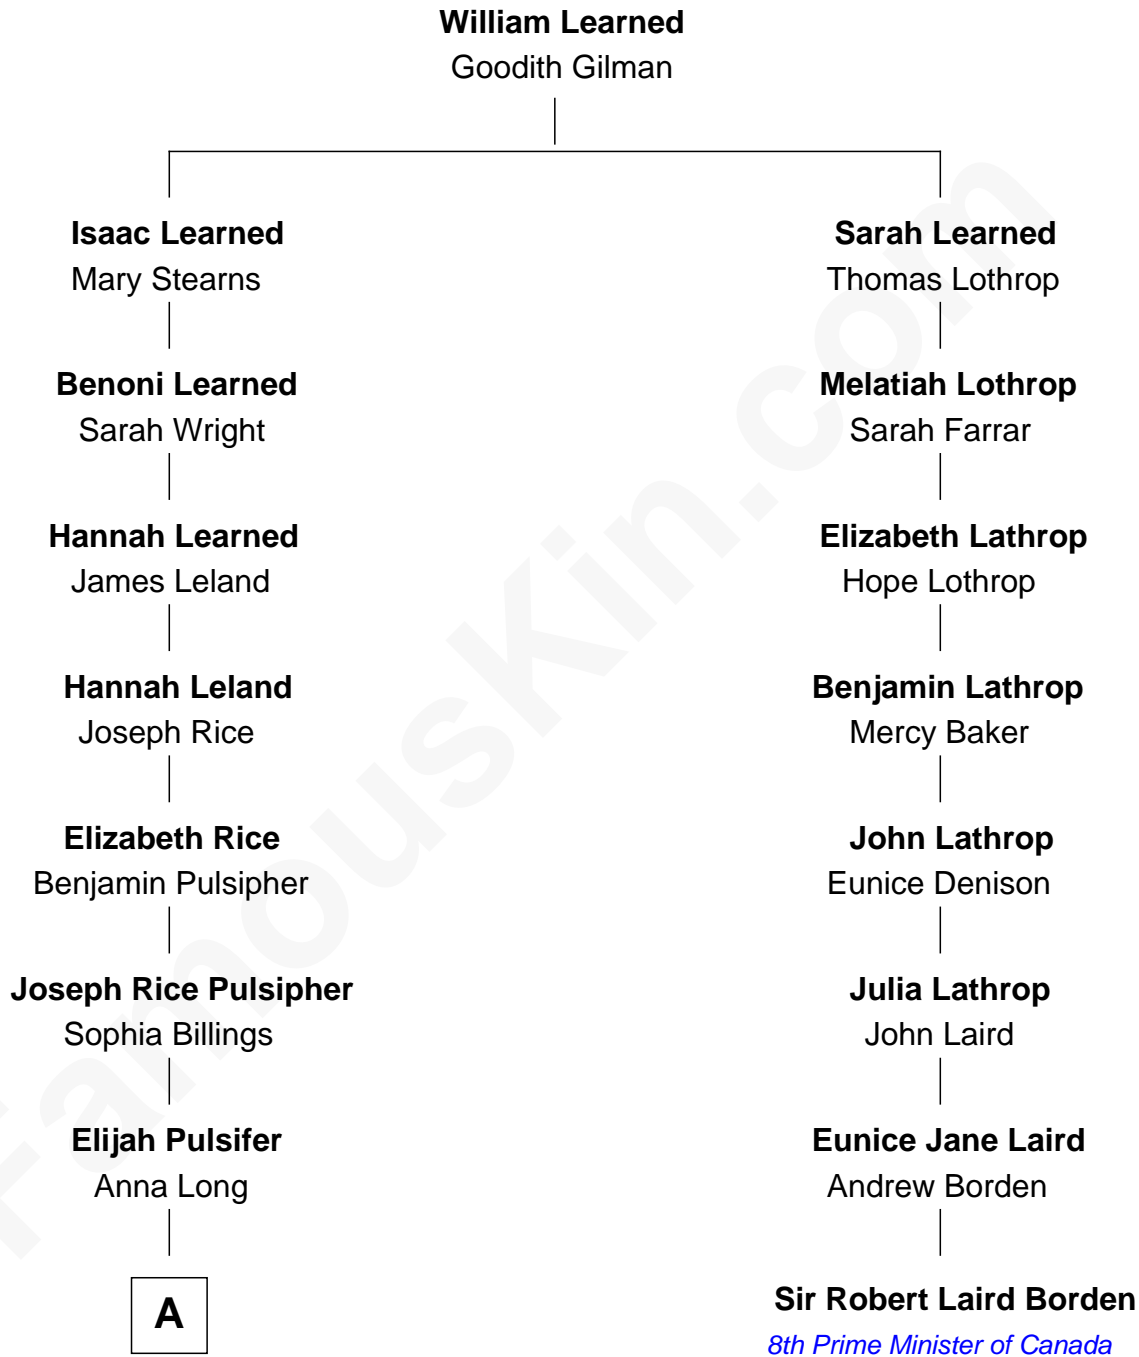 William Learned
Goodith Gilman
Isaac Learned
Mary Stearns
Sarah Learned
Thomas Lothrop
Benoni Learned
Sarah Wright
Melatiah Lothrop
Sarah Farrar
Hannah Learned
James Leland
Elizabeth Lathrop
Hope Lothrop
Hannah Leland
Joseph Rice
Benjamin Lathrop
Mercy Baker
Elizabeth Rice
Benjamin Pulsipher
John Lathrop
Eunice Denison
Joseph Rice Pulsipher
Sophia Billings
Julia Lathrop
John Laird
Elijah Pulsifer
Anna Long
Eunice Jane Laird
Andrew Borden
A
Sir Robert Laird Borden
8th Prime Minister of Canada
FamousKin.com